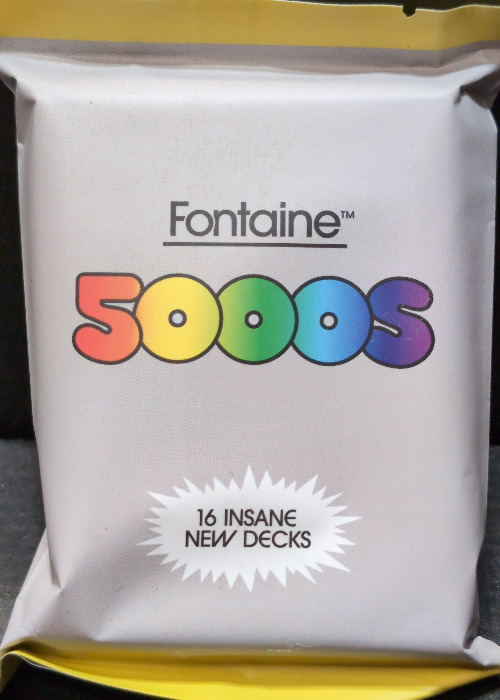 Fontaine™
5000S
16 INSANE
NEW DECKS